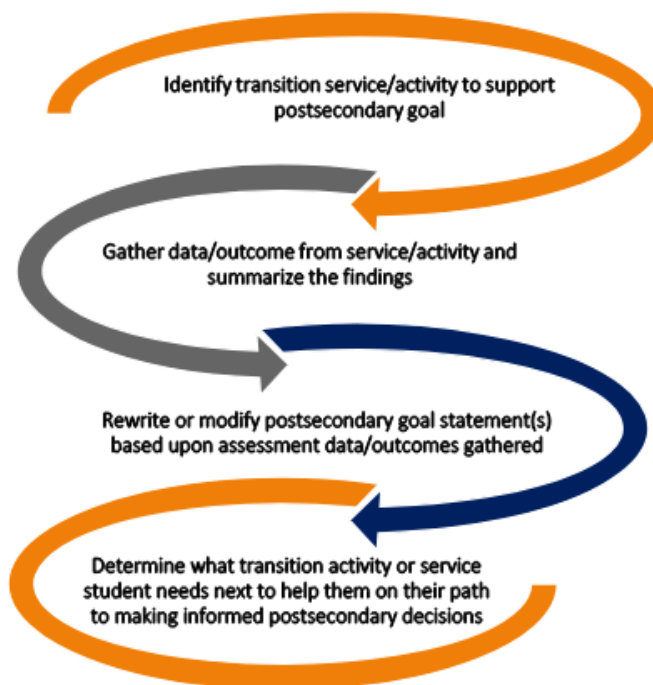 Identify transition service/activity to support
postsecondary goal
Gather data/outcome from service/activity and
summarize the findings
Rewrite or modify postsecondary goal statement(s)
based upon assessment data/outcomes gathered
Determine what transition activity or service
student needs next to help them on their path
to making informed postsecondary decisions